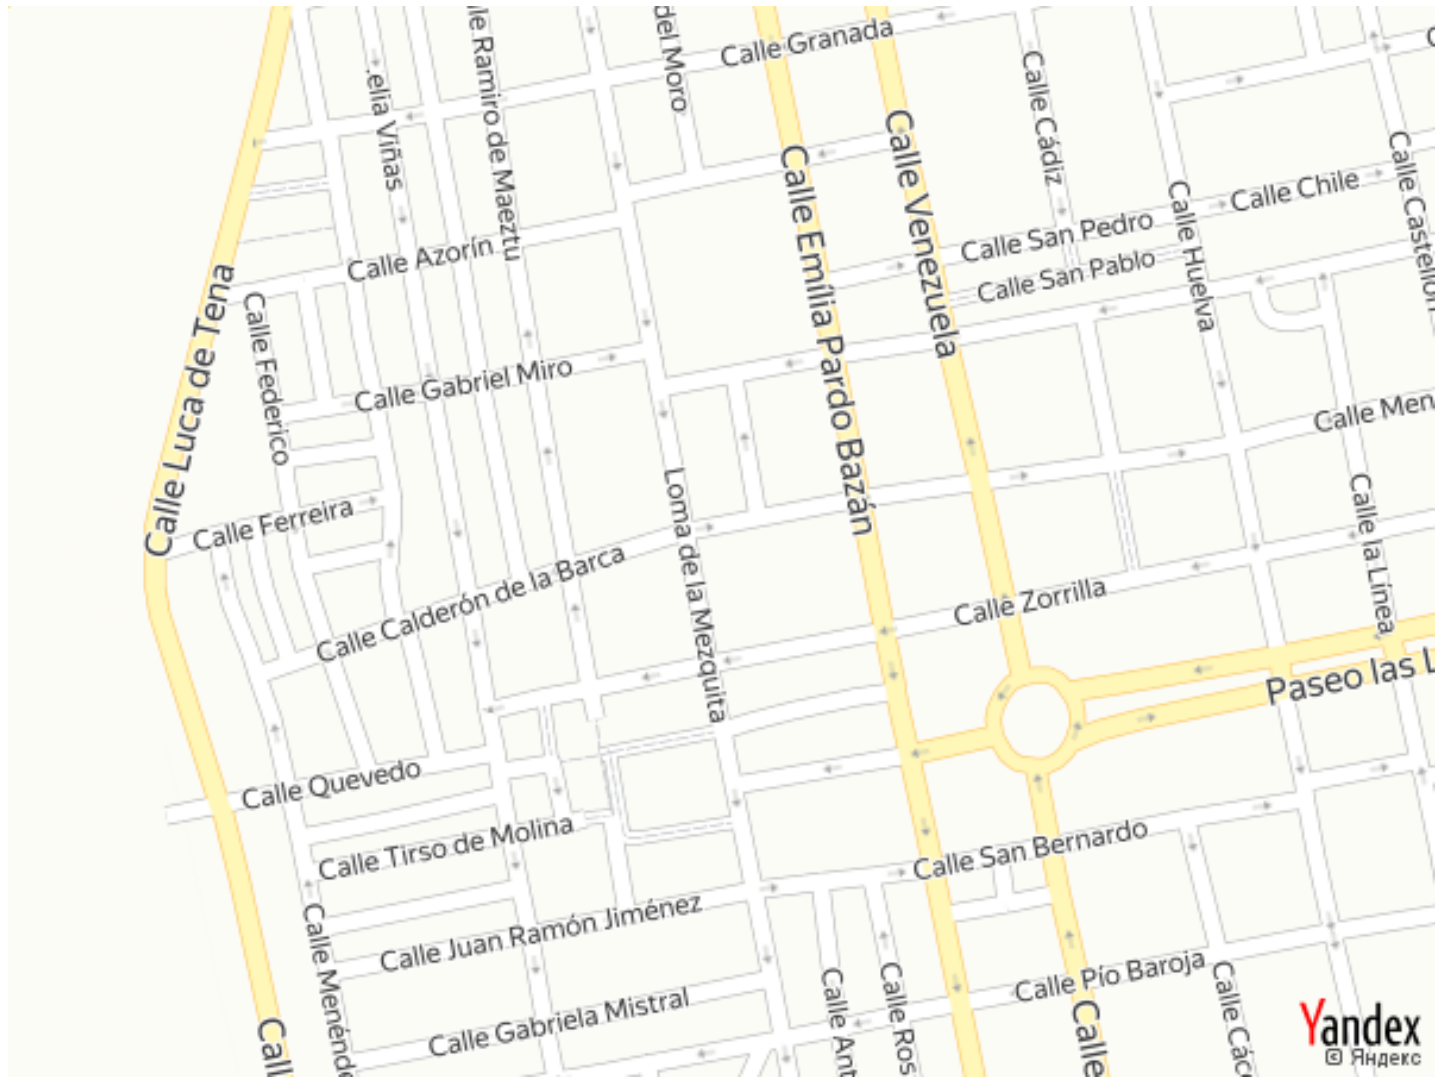 del Moro
Calle Granada
le Ramiro de Maeztu
elia Viñas
Calle Cádiz
Calle Castellón
Calle Emília Pardo Bazán
Calle Venezuela
Calle Chile
Calle Huelva
Calle San Pedro
Calle San Pablo
Calle Azorín
Calle Luca de Tena
Calle Federico
Calle Gabriel Miro
Calle Men
Calle Ferreira
Loma de la Mezquita
Calle la Línea
Calle Calderón de la Barca
Calle Zorrilla
Paseo las L
Calle Quevedo
Calle Tirso de Molina
Calle San Bernardo
Calle Menénde
Calle Juan Ramón Jiménez
Calle Pío Baroja
Calle Gabriela Mistral
Calle Ant
Calle Ros
Calle Các
Call
Calle
Yandex
© Яндекс